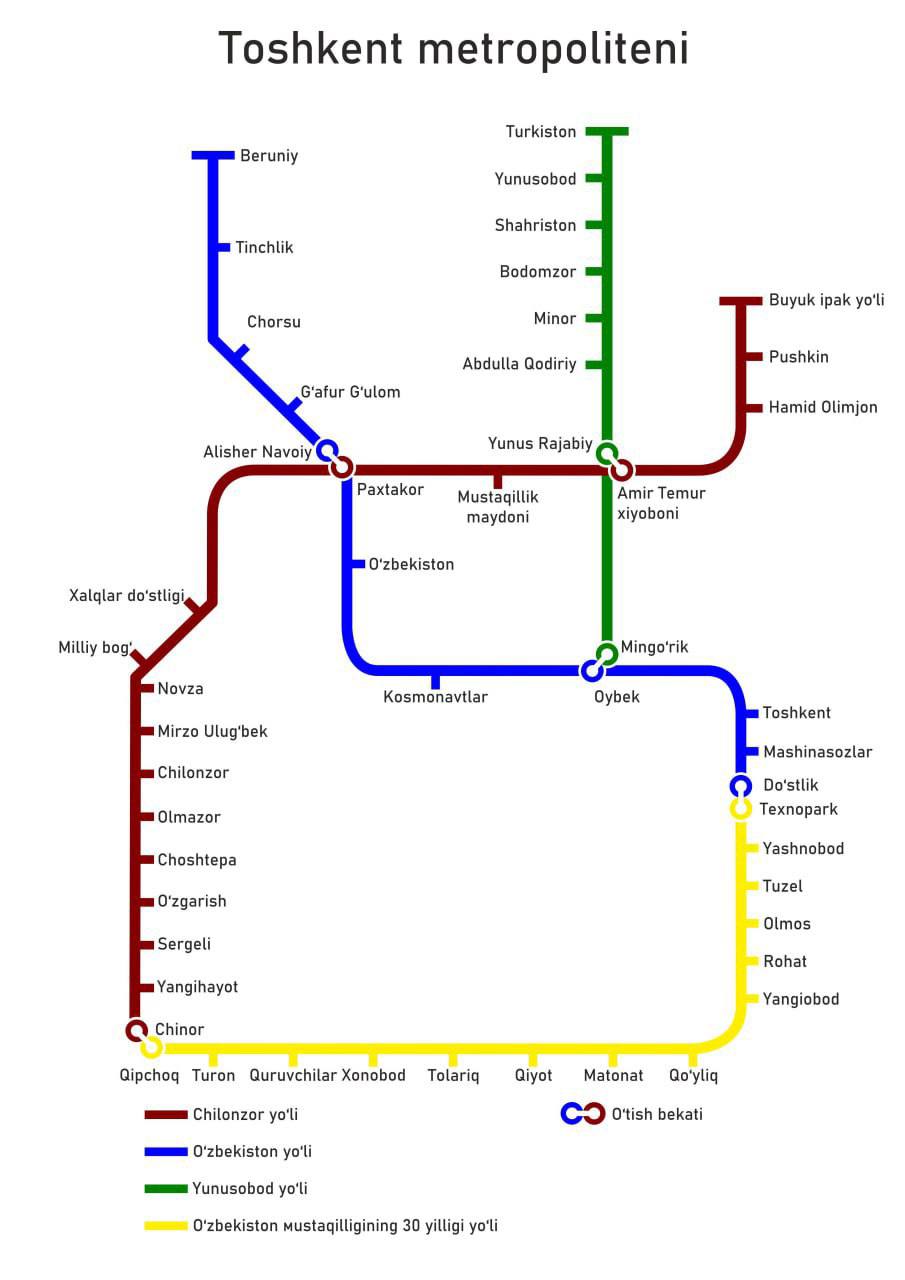 Toshkent metropoliteni
Turkiston
Beruniy
Yunusobod
Shahriston
Tinchlik
Bodomzor
Buyuk ipak yo‘li
Minor
Chorsu
Pushkin
Abdulla Qodiriy
G‘afur G‘ulom
Hamid Olimjon
Yunus Rajabiy
Alisher Navoiy
Paxtakor
Mustaqillik
maydoni
Amir Temur
xiyoboni
O‘zbekiston
Xalqlar do‘stligi
Milliy bog‘
Mingo‘rik
Novza
Kosmonavtlar
Oybek
Toshkent
Mirzo Ulug‘bek
Mashinasozlar
Chilonzor
Do‘stlik
Texnopark
Olmazor
Yashnobod
Choshtepa
Tuzel
O‘zgarish
Olmos
Sergeli
Rohat
Yangihayot
Yangiobod
Chinor
Qipchoq Turon Quruvchilar Xonobod Tolariq Qiyot Matonat Qo‘yliq
Chilonzor yo‘li
O‘tish bekati
O‘zbekiston yo‘li
Yunusobod yo‘li
O‘zbekiston мustaqilligining 30 yilligi yo‘li